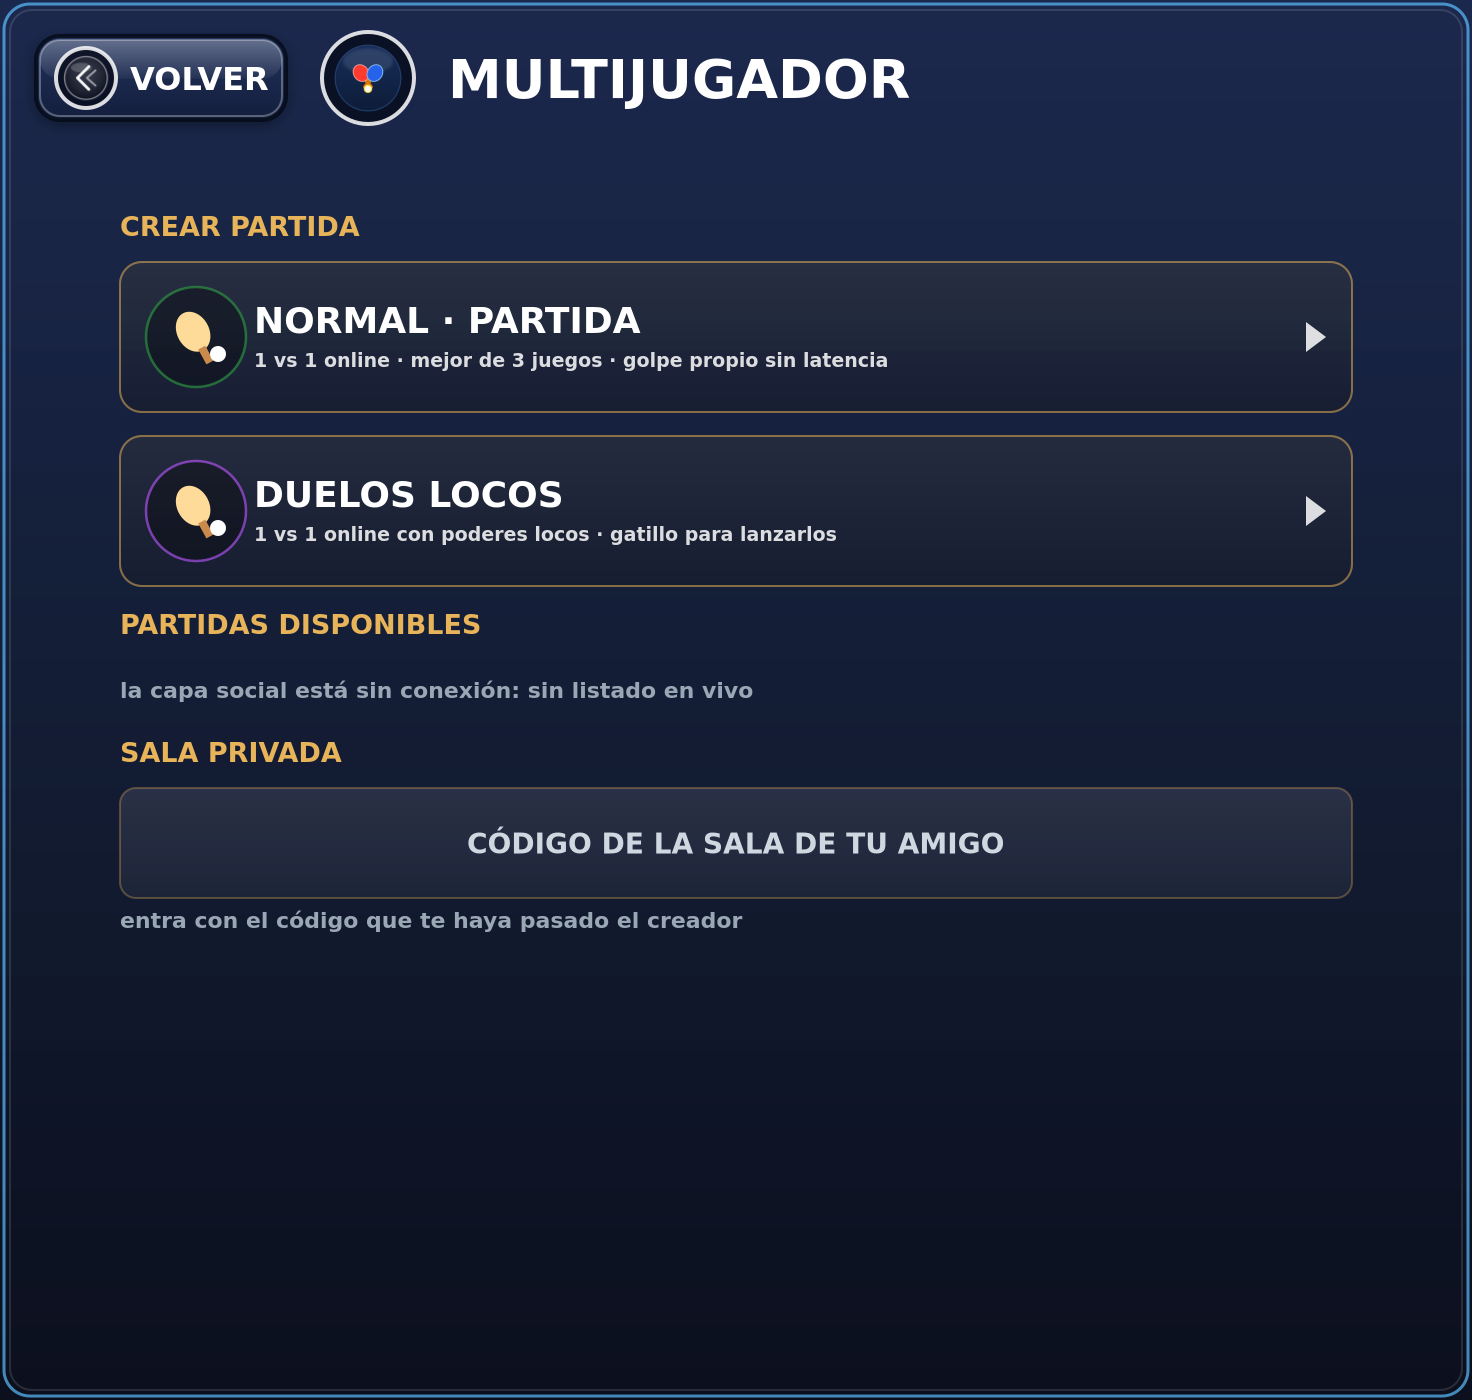 VOLVER
MULTIJUGADOR
CREAR PARTIDA
NORMAL · PARTIDA
1 vs 1 online · mejor de 3 juegos · golpe propio sin latencia
DUELOS LOCOS
1 vs 1 online con poderes locos · gatillo para lanzarlos
PARTIDAS DISPONIBLES
la capa social está sin conexión: sin listado en vivo
SALA PRIVADA
CÓDIGO DE LA SALA DE TU AMIGO
entra con el código que te haya pasado el creador